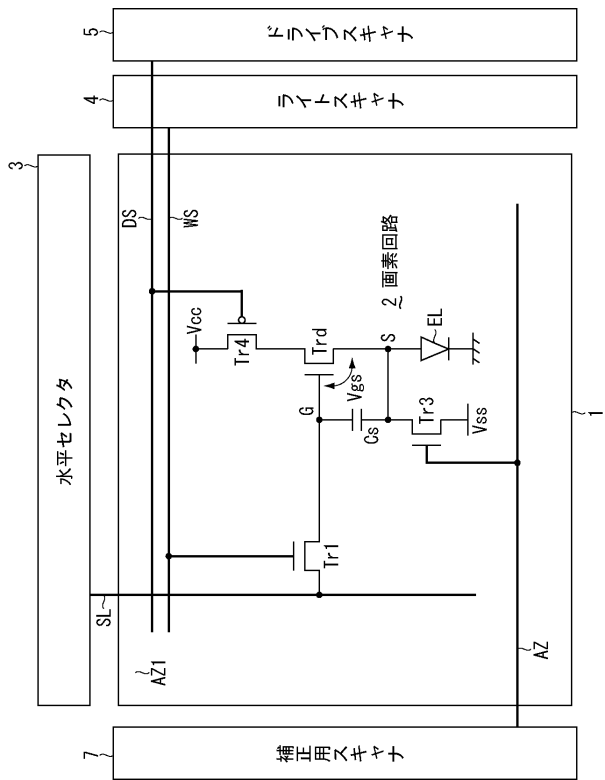 5
ドライブスキャナ
4
ライトスキャナ
3
水平セレクタ
DS
WS
2 画素回路
Vcc
Tr4
Trd
S
EL
G
Vgs
Cs
Tr3
Vss
Tr1
SL
AZ1
AZ
1
7
補正用スキャナ